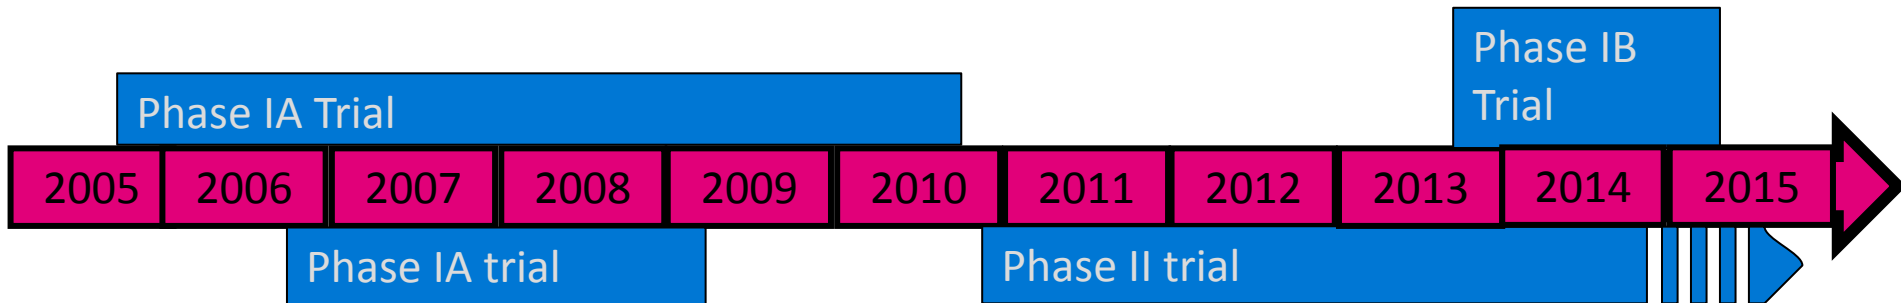 Phase IB
Trial
Phase IA Trial
2005 2006 2007 2008 2009 2010 2011 2012 2013 2014 2015
Phase IA trial
Phase II trial